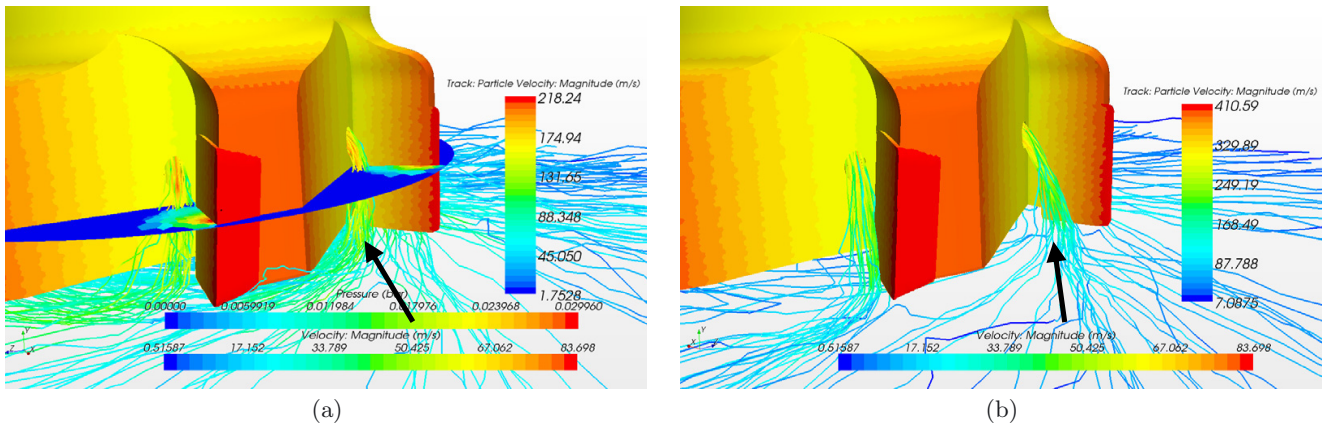 Track: Particle Velocity: Magnitude (m/s)
218.24
174.94
131.65
88.348
45.050
1.7528
Pressure (bar)
0.00000 0.0059919 0.011984 0.017976 0.023968 0.029960
Velocity: Magnitude (m/s)
0.51587 17.152 33.789 50.425 67.062 83.698
Y
Z X
(a)
Track: Particle Velocity: Magnitude (m/s)
410.59
329.89
249.19
168.49
87.788
7.0875
Velocity: Magnitude (m/s)
0.51587 17.152 33.789 50.425 67.062 83.698
Y
X
(b)